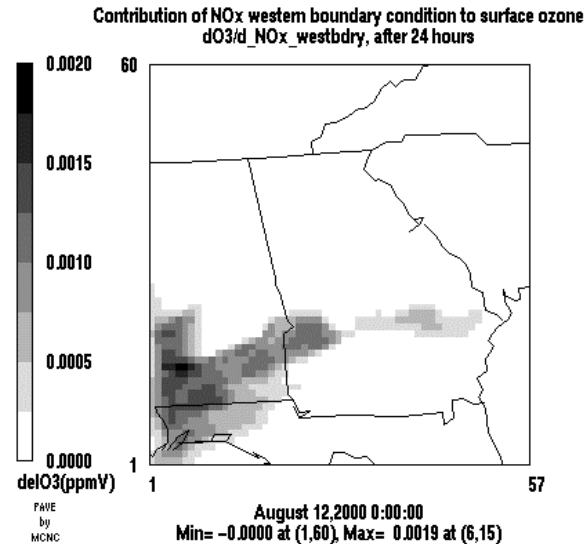 Contribution of NOx western boundary condition to surface ozone
dO3/d_NOx_westbdry, after 24 hours
0.0020
0.0015
0.0010
0.0005
0.0000
delO3(ppmV)
60
1
1
57
PAVE
by
MCNC
August 12,2000 0:00:00
Min= -0.0000 at (1,60), Max= 0.0019 at (6,15)